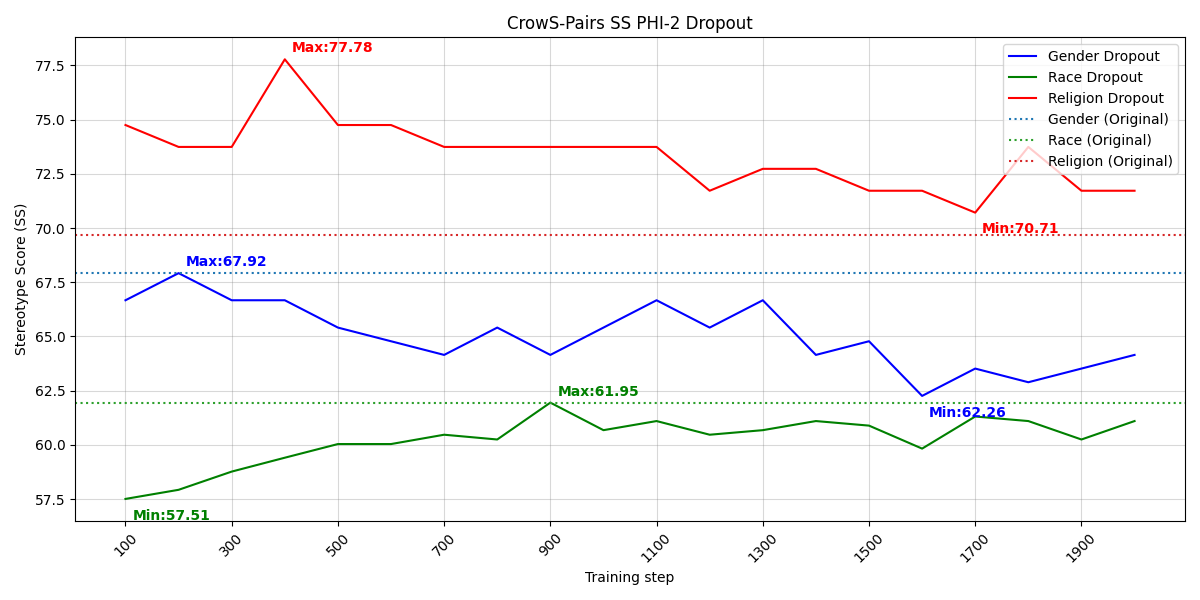 CrowS-Pairs SS PHI-2 Dropout
Stereotype Score (SS)
77.5
75.0
72.5
70.0
67.5
65.0
62.5
60.0
57.5
Max:77.78
Min:70.71
Max:67.92
Min:62.26
Max:61.95
Min:57.51
Gender Dropout
Race Dropout
Religion Dropout
Gender (Original)
Race (Original)
Religion (Original)
100
300
500
700
900
1100
1300
1500
1700
1900
Training step